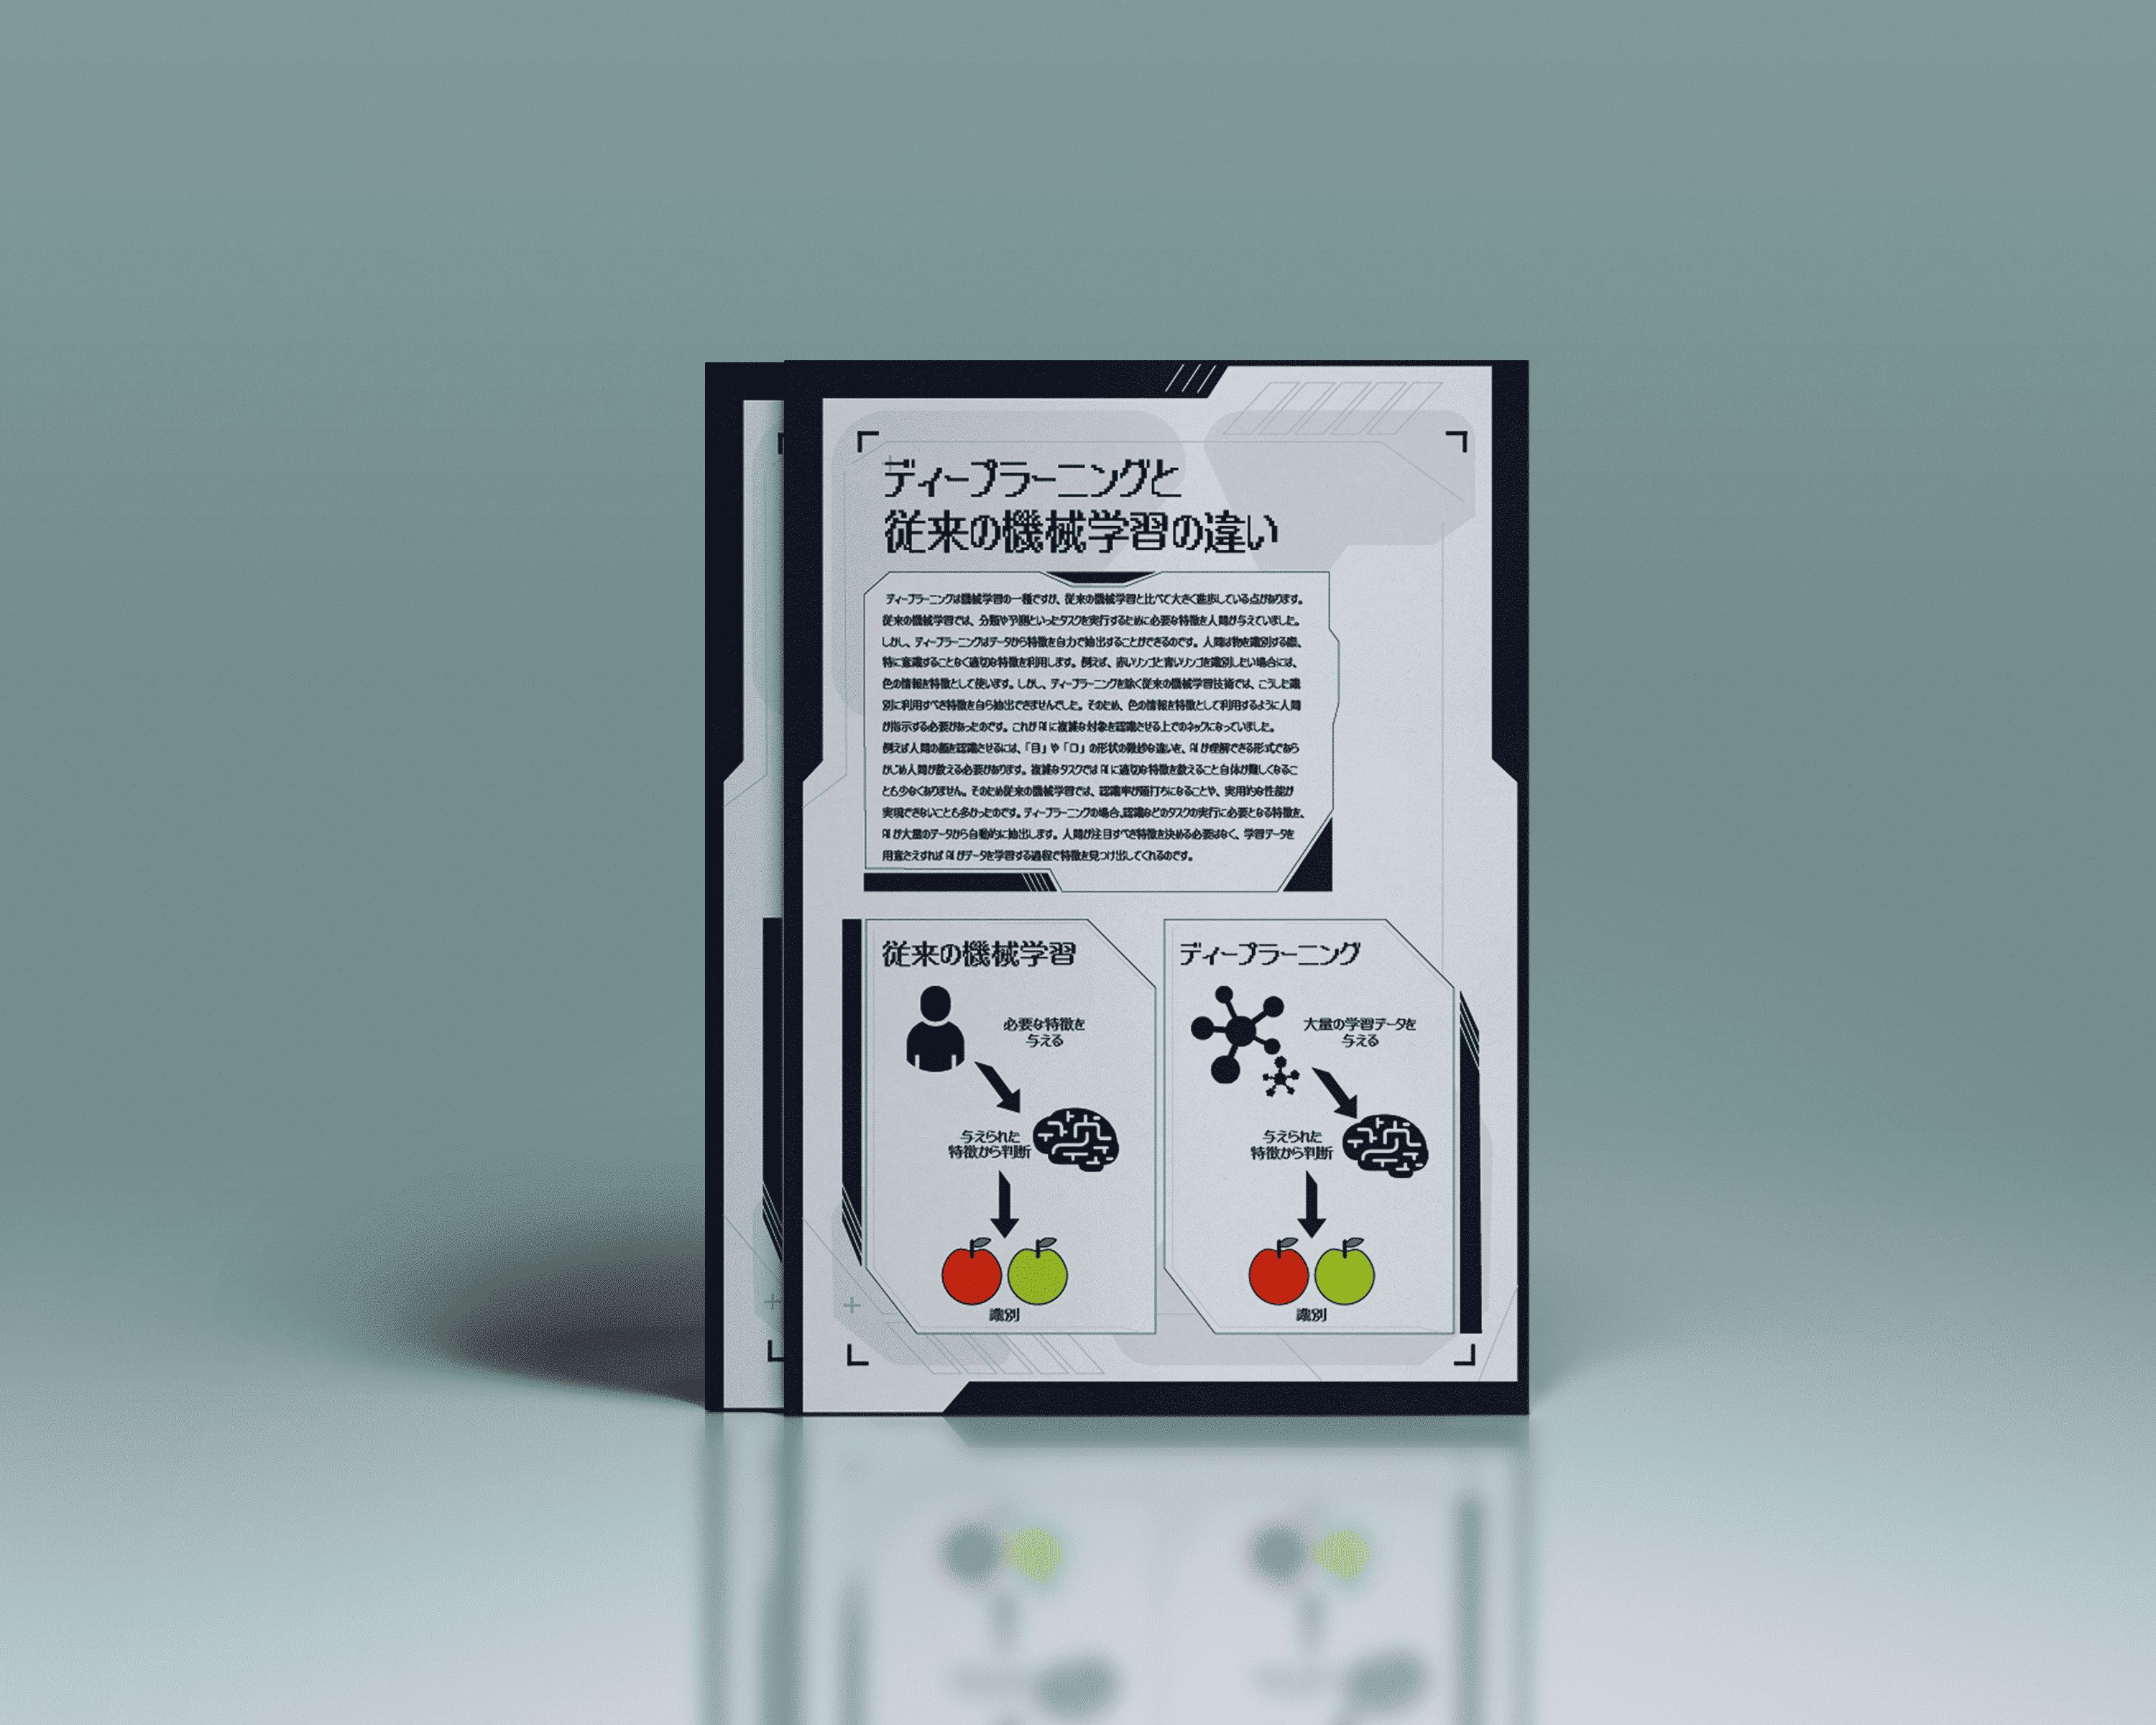 ディープラーニングと
従来の機械学習の違い
ディープラーニングは機械学習の一種ですが、従来の機械学習と比べて大きく進歩している点があります。
従来の機械学習では、分類や予測といったタスクを実行するために必要な特徴を人間が与えていました。
しかし、ディープラーニングはデータから特徴を自力で抽出することができるのです。人間は物を識別する際、
特に意識することなく適切な特徴を利用します。例えば、赤いリンゴと青いリンゴを識別したい場合には、
色の情報を特徴として使います。しかし、ディープラーニングを除く従来の機械学習技術では、こうした識
別に利用すべき特徴を自ら抽出できませんでした。そのため、色の情報を特徴として利用するように人間
が指示する必要があったのです。これが AI に複雑な対象を認識させる上でのネックになっていました。
例えば人間の顔を認識させるには、「目」や「口」の形状の微妙な違いを、AI が理解できる形式であら
かじめ人間が教える必要があります。複雑なタスクでは AI に適切な特徴を教えること自体が難しくなるこ
とも少なくありません。そのため従来の機械学習では、認識率が頭打ちになることや、実用的な性能が
実現できないことも多かったのです。ディープラーニングの場合、認識などのタスクの実行に必要となる特徴を、
AI が大量のデータから自動的に抽出します。人間が注目すべき特徴を決める必要はなく、学習データを
用意さえすれば AI がデータを学習する過程で特徴を見つけ出してくれるのです。
従来の機械学習
必要な特徴を
与える
与えられた
特徴から判断
識別
ディープラーニング
大量の学習データを
与える
与えられた
特徴から判断
識別